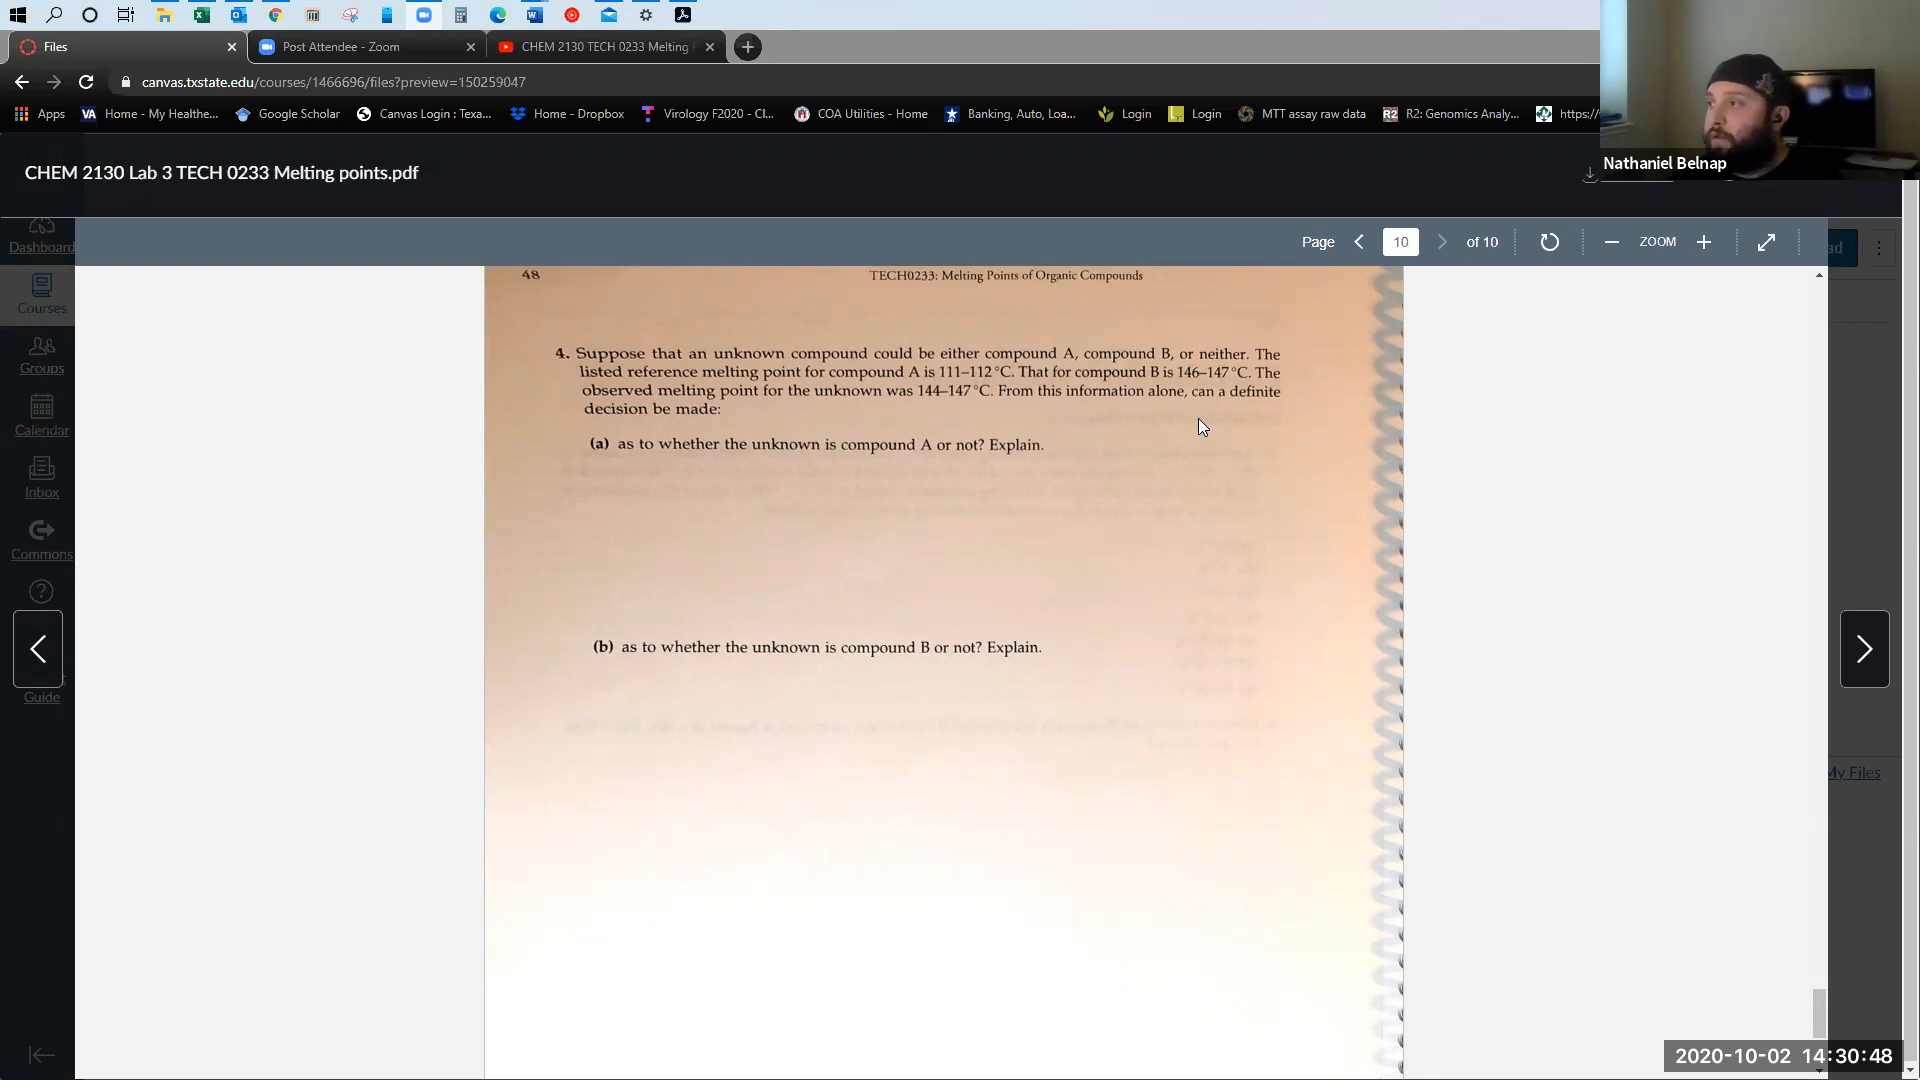 Files
Post Attendee - Zoom
CHEM 2130 TECH 0233 Melting
canvas.txstate.edu/courses/1466696/files?preview=150259047
Apps
VA Home - My Healthe...
Google Scholar
Canvas Login : Texa...
Home - Dropbox
Virology F2020 - Cl...
COA Utilities - Home
Banking, Auto, Loa...
Login
Login
MTT assay raw data
R2 R2: Genomics Analy...
https:/
Nathaniel Belnap
CHEM 2130 Lab 3 TECH 0233 Melting points.pdf
Page 10 of 10 ZOOM
Dashboard
Courses
Groups
Calendar
Inbox
Commons
Guide
ad
My Files
48 TECH0233: Melting Points of Organic Compounds
4. Suppose that an unknown compound could be either compound A, compound B, or neither. The
listed reference melting point for compound A is 111–112 °C. That for compound B is 146–147 °C. The
observed melting point for the unknown was 144–147 °C. From this information alone, can a definite
decision be made:
(a) as to whether the unknown is compound A or not? Explain.
(b) as to whether the unknown is compound B or not? Explain.
2020-10-02 14:30:48